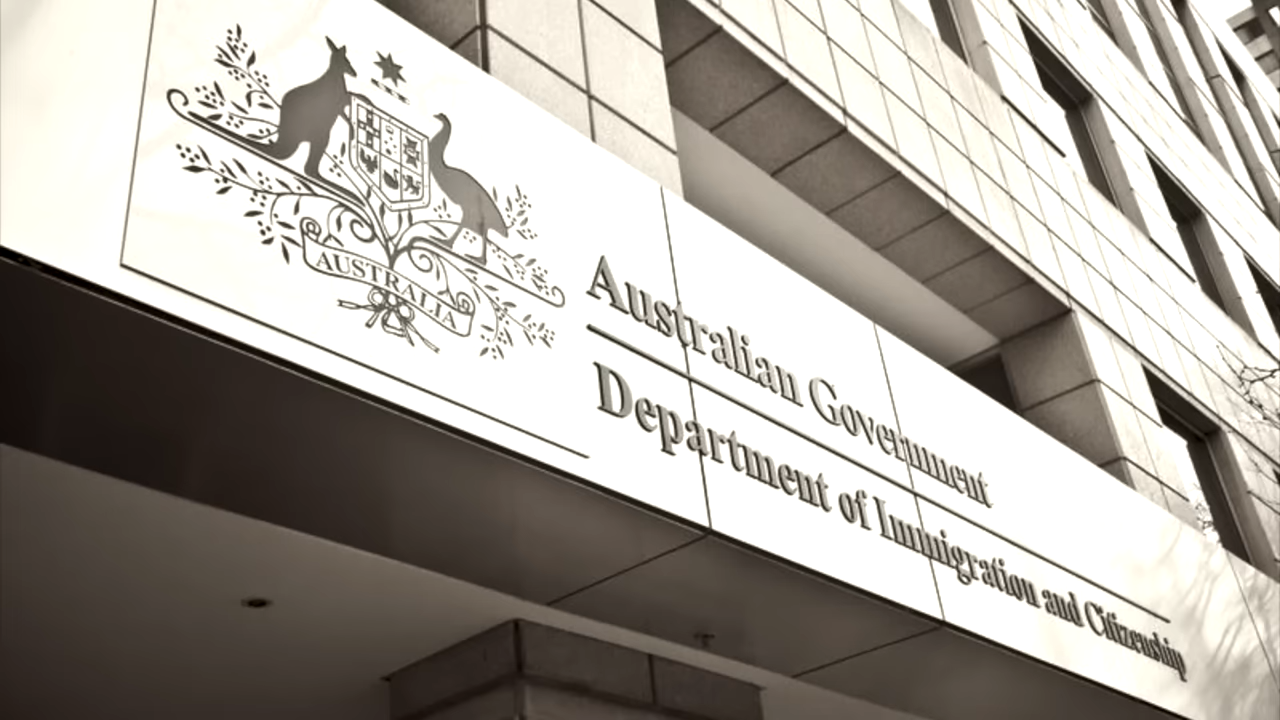 AUSTRALIA
Australian Government
Department of Immigration and Citizenship